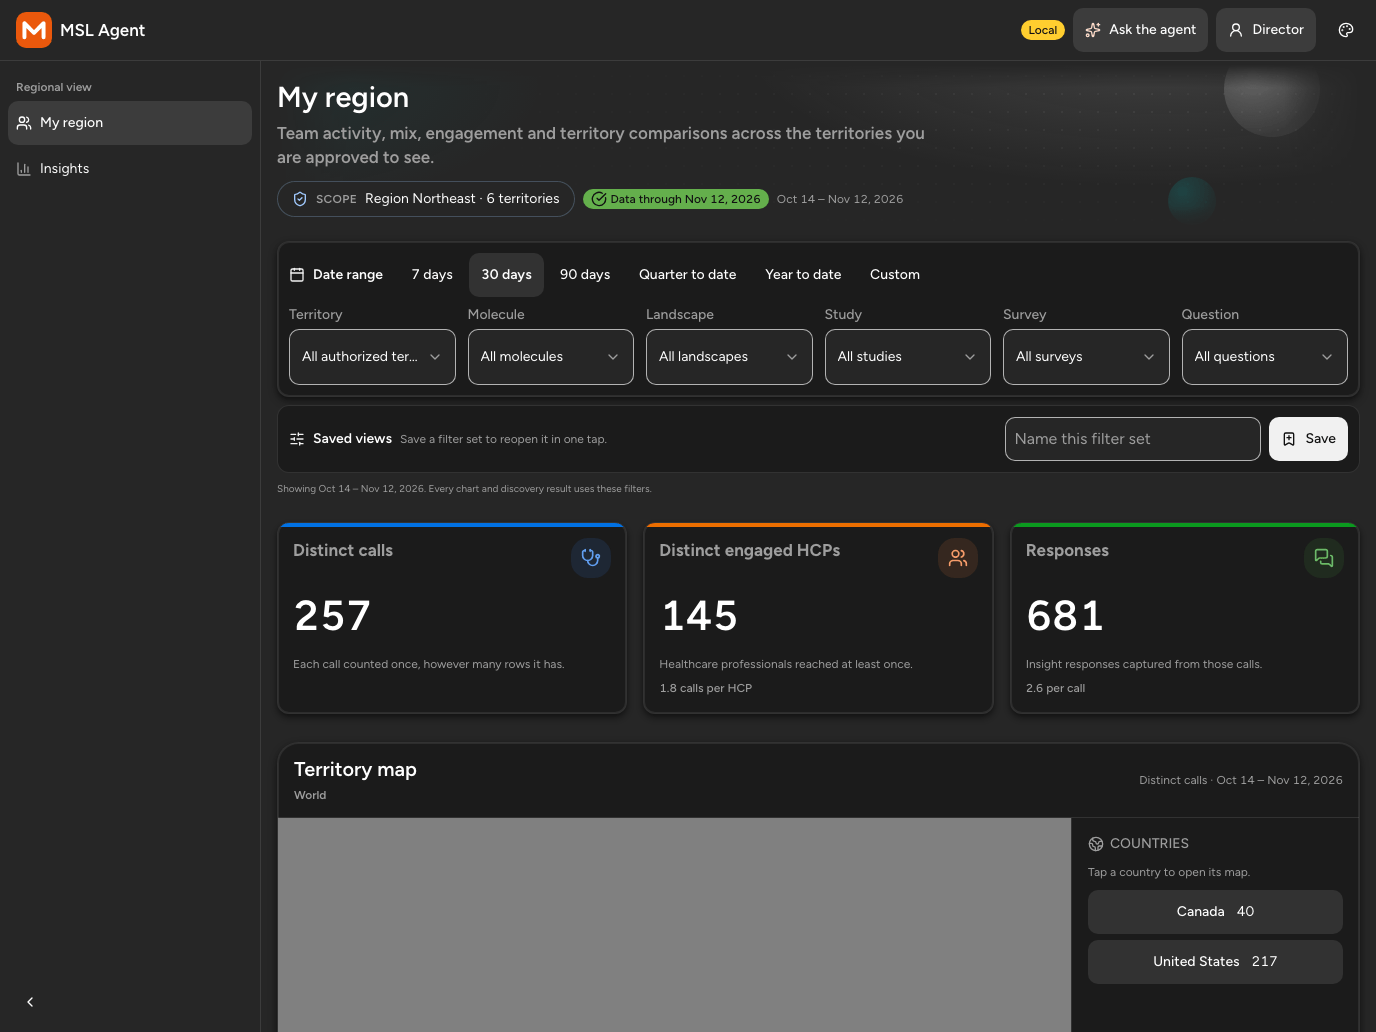 MSL Agent
Local
Ask the agent
Director
Regional view
My region
Insights
My region
Team activity, mix, engagement and territory comparisons across the territories you
are approved to see.
SCOPE Region Northeast · 6 territories
Data through Nov 12, 2026
Oct 14 – Nov 12, 2026
Date range
7 days
30 days
90 days
Quarter to date
Year to date
Custom
Territory
Molecule
Landscape
Study
Survey
Question
All authorized ter...
All molecules
All landscapes
All studies
All surveys
All questions
Saved views Save a filter set to reopen it in one tap.
Name this filter set
Save
Showing Oct 14 – Nov 12, 2026. Every chart and discovery result uses these filters.
Distinct calls
257
Each call counted once, however many rows it has.
Distinct engaged HCPs
145
Healthcare professionals reached at least once.
1.8 calls per HCP
Responses
681
Insight responses captured from those calls.
2.6 per call
Territory map
World
Distinct calls · Oct 14 – Nov 12, 2026
COUNTRIES
Tap a country to open its map.
Canada 40
United States 217